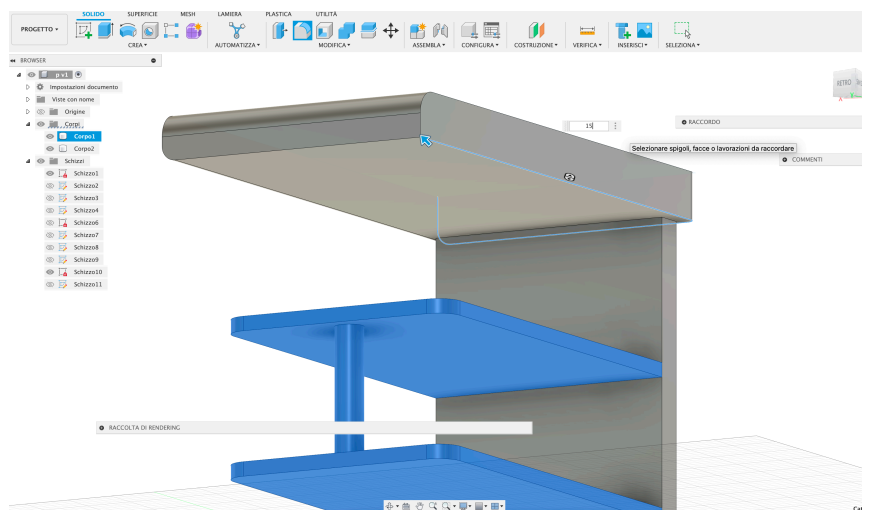 SOLIDO SUPERFICIE MESH LAMIERA PLASTICA UTILITÀ
PROGETTO
CREA AUTOMATIZZA MODIFICA ASSEMBLA CONFIGURA COSTRUZIONE VERIFICA INSERISCI SELEZIONA
BROWSER
p v1
Impostazioni documento
Viste con nome
Origine
Corpi
Corpo1
Corpo2
Schizzi
Schizzo1
Schizzo2
Schizzo3
Schizzo4
Schizzo6
Schizzo7
Schizzo8
Schizzo9
Schizzo10
Schizzo11
RETRO
X
15
RACCORDO
Selezionare spigoli, facce o lavorazioni da raccordare
COMMENTI
RACCOLTA DI RENDERING